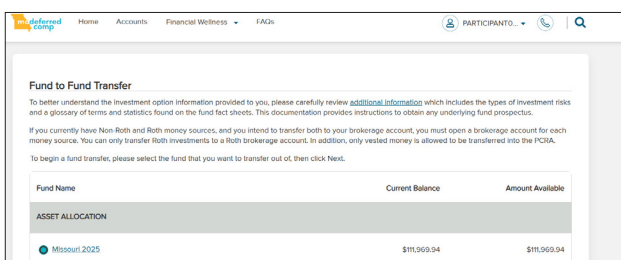 mo deferred comp Home Accounts Financial Wellness FAQs PARTICIPANTO...
Fund to Fund Transfer
To better understand the investment option information provided to you, please carefully review additional information which includes the types of investment risks
and a glossary of terms and statistics found on the fund fact sheets. This documentation provides instructions to obtain any underlying fund prospectus.
If you currently have Non-Roth and Roth money sources, and you intend to transfer both to your brokerage account, you must open a brokerage account for each
money source. You can only transfer Roth investments to a Roth brokerage account. In addition, only vested money is allowed to be transferred into the PCRA.
To begin a fund transfer, please select the fund that you want to transfer out of, then click Next.
Fund Name Current Balance Amount Available
ASSET ALLOCATION
Missouri 2025 $111,969.94 $111,969.94